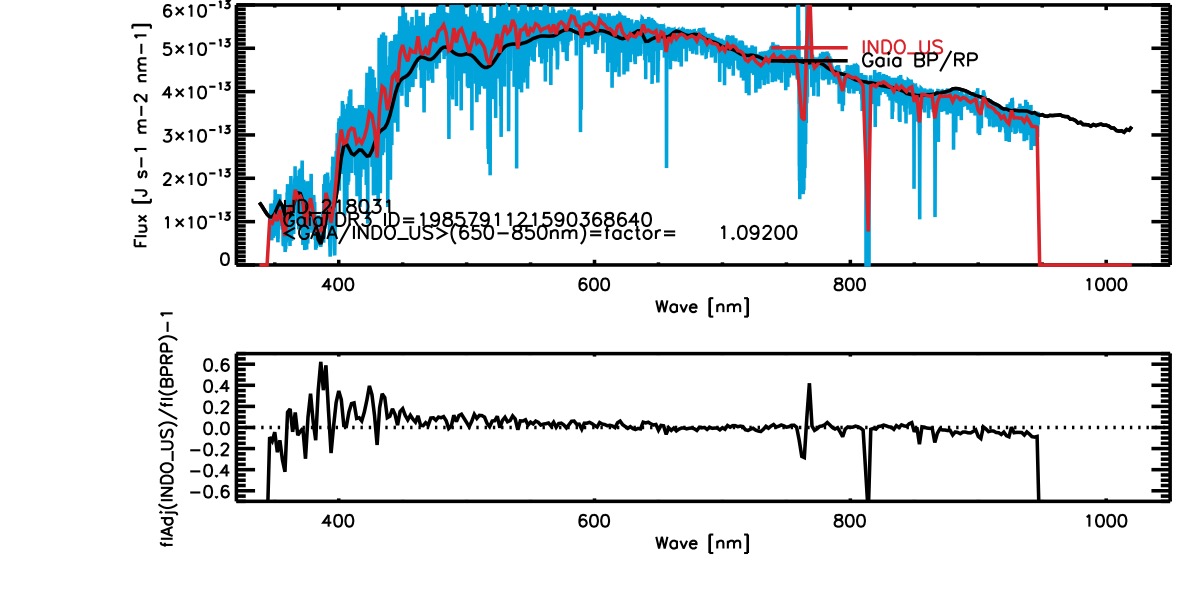 6×10−13
5×10−13
4×10−13
3×10−13
2×10−13
1×10−13
0
Flux [J s−1 m−2 nm−1]
INDO_US
Gaia BP/RP
HD_218031
Gaia DR3 ID=1985791121590368640
<GAIA/INDO_US>(650−850nm)=factor= 1.09200
400 600 800 1000
Wave [nm]
flAdj(INDO_US)/fl(BPRP)−1
0.6
0.4
0.2
0.0
−0.2
−0.4
−0.6
400 600 800 1000
Wave [nm]